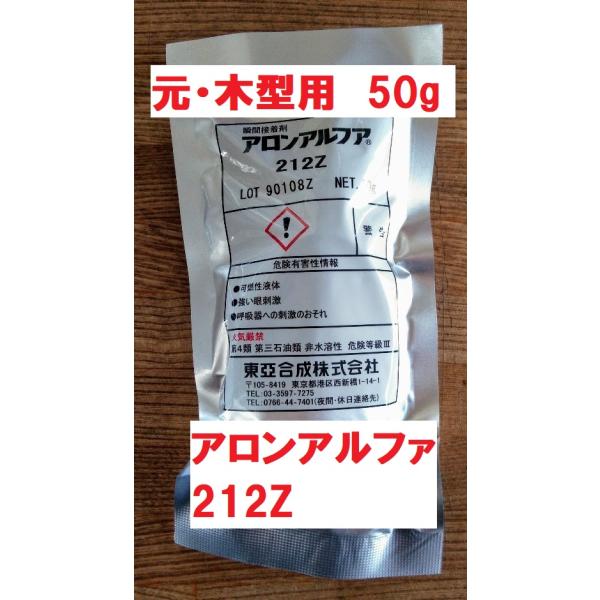 元・木型用 50g
瞬間接着剤
アロンアルファ®
212Z
LOT 90108Z NET.
警
危険有害性情報
●可燃性液体
●強い眼刺激
●呼吸器への刺激のおそれ
火気厳禁
第4類 第三石油類 非水溶性 危険等級Ⅲ
東亞合成株式会社
〒105-8419 東京都港区西新橋1-14-1
TEL:03-3597-7275
TEL:0766-44-7401(夜間・休日連絡先)
アロンアルファ
212Z